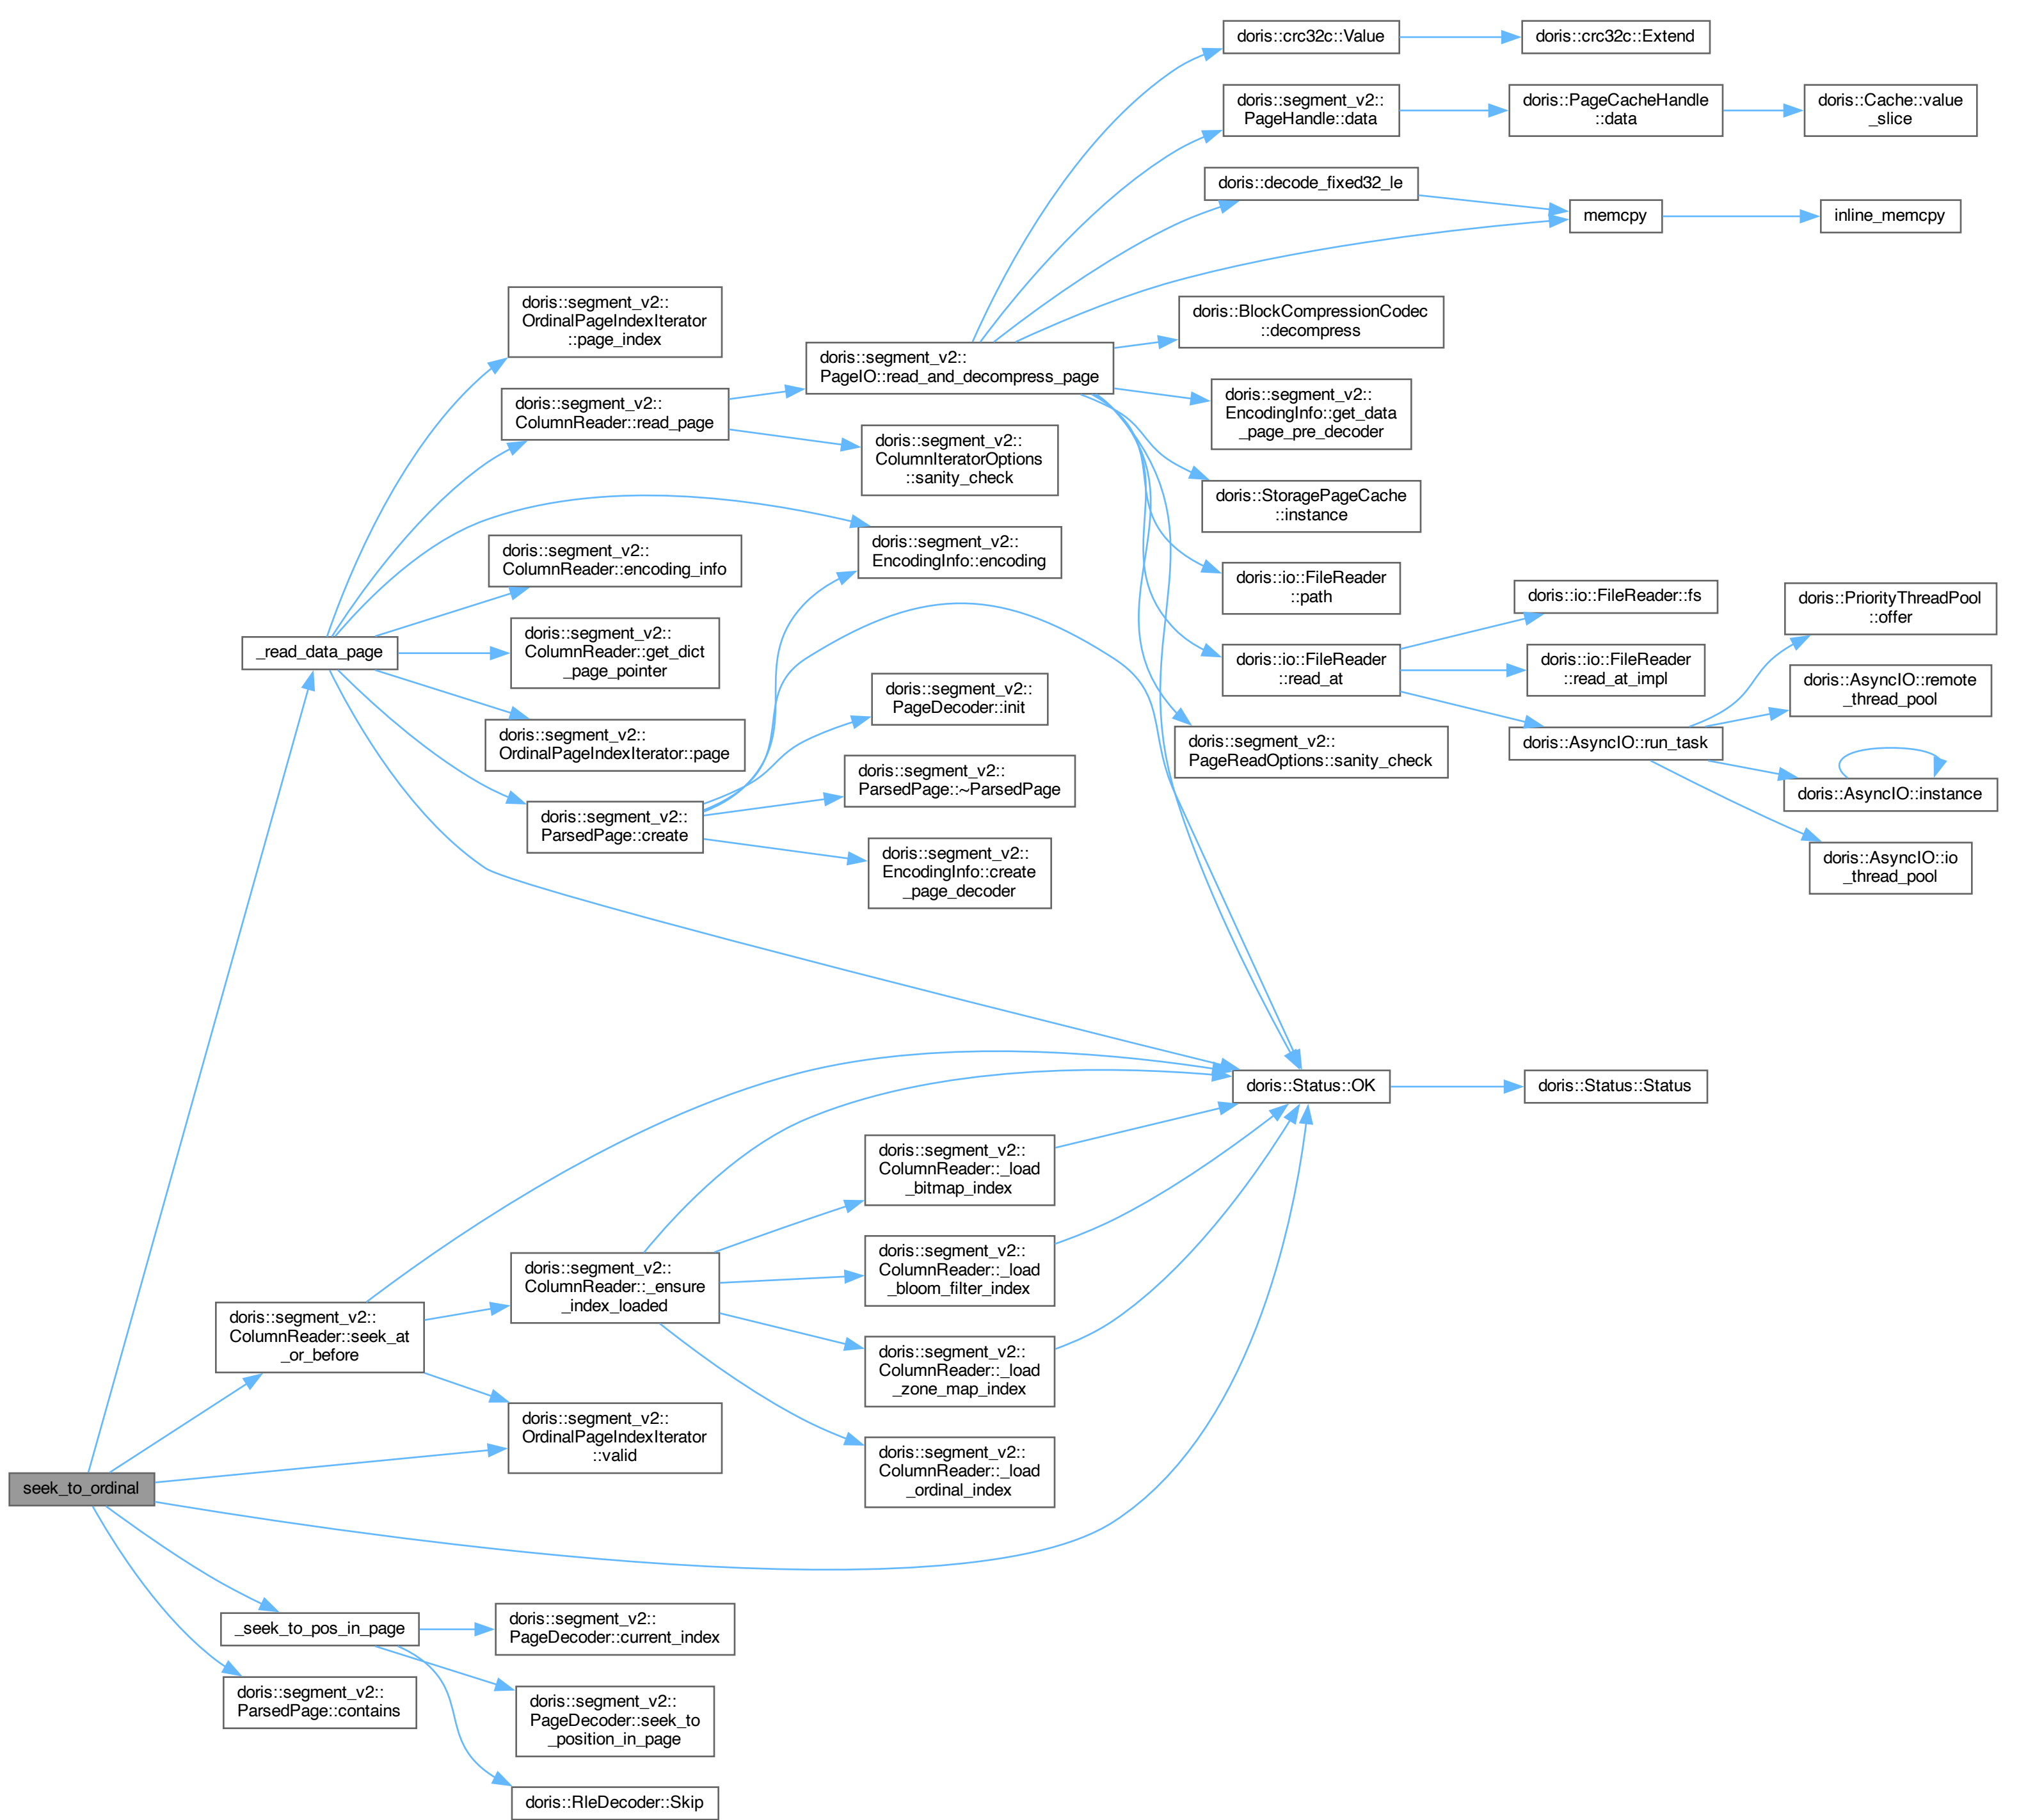 doris::crc32c::Value
doris::crc32c::Extend
doris::segment_v2::
PageHandle::data
doris::PageCacheHandle
::data
doris::Cache::value
_slice
doris::decode_fixed32_le
memcpy
inline_memcpy
doris::segment_v2::
OrdinalPageIndexIterator
::page_index
doris::BlockCompressionCodec
::decompress
doris::segment_v2::
PageIO::read_and_decompress_page
doris::segment_v2::
ColumnReader::read_page
doris::segment_v2::
EncodingInfo::get_data
_page_pre_decoder
doris::segment_v2::
ColumnIteratorOptions
::sanity_check
doris::StoragePageCache
::instance
doris::segment_v2::
ColumnReader::encoding_info
doris::segment_v2::
EncodingInfo::encoding
doris::io::FileReader
::path
doris::io::FileReader::fs
doris::PriorityThreadPool
::offer
_read_data_page
doris::segment_v2::
ColumnReader::get_dict
_page_pointer
doris::io::FileReader
::read_at
doris::io::FileReader
::read_at_impl
doris::AsyncIO::remote
_thread_pool
doris::segment_v2::
PageDecoder::init
doris::segment_v2::
OrdinalPageIndexIterator::page
doris::segment_v2::
PageReadOptions::sanity_check
doris::AsyncIO::run_task
doris::AsyncIO::instance
doris::segment_v2::
ParsedPage::~ParsedPage
doris::segment_v2::
ParsedPage::create
doris::segment_v2::
EncodingInfo::create
_page_decoder
doris::AsyncIO::io
_thread_pool
doris::Status::OK
doris::Status::Status
doris::segment_v2::
ColumnReader::_load
_bitmap_index
doris::segment_v2::
ColumnReader::_ensure
_index_loaded
doris::segment_v2::
ColumnReader::_load
_bloom_filter_index
doris::segment_v2::
ColumnReader::seek_at
_or_before
doris::segment_v2::
ColumnReader::_load
_zone_map_index
doris::segment_v2::
OrdinalPageIndexIterator
::valid
doris::segment_v2::
ColumnReader::_load
_ordinal_index
seek_to_ordinal
_seek_to_pos_in_page
doris::segment_v2::
PageDecoder::current_index
doris::segment_v2::
ParsedPage::contains
doris::segment_v2::
PageDecoder::seek_to
_position_in_page
doris::RleDecoder::Skip